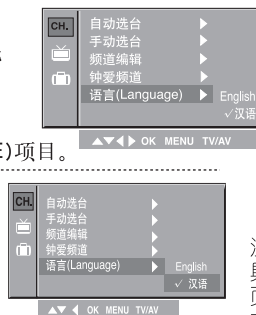 CH. 自动选台
手动选台
频道编辑
钟爱频道
语言(Language) English
✓汉语
OK MENU TV/AV
)项目。
CH. 自动选台
手动选台
频道编辑
钟爱频道
语言(Language) English
✓ 汉语
OK MENU TV/AV